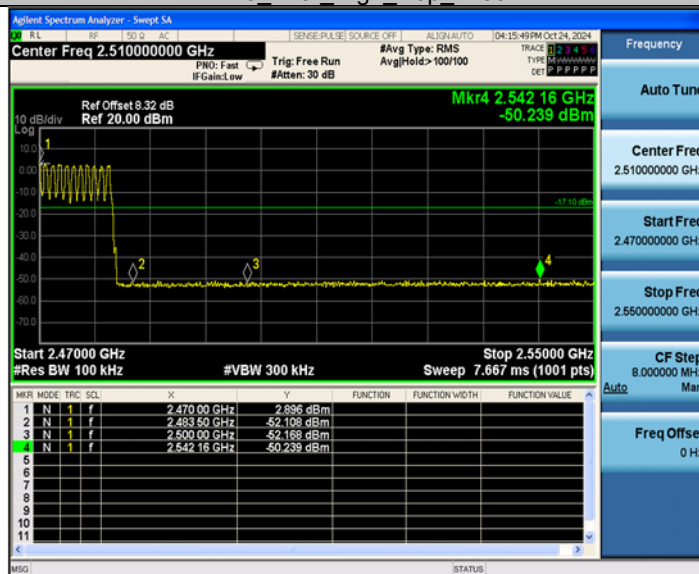 Agilent Spectrum Analyzer - Swept SA
RL RF 50 Ω AC SENSE:PULSE SOURCE OFF ALIGN AUTO 04:15:49 PM Oct 24, 2024
Center Freq 2.510000000 GHz
PNO: Fast
IFGain:Low
Trig: Free Run
#Atten: 30 dB
#Avg Type: RMS
Avg|Hold:> 100/100
TRACE 1 2 3 4 5 6
TYPE M WWWWW
DET P P P P P P
Ref Offset 8.32 dB
10 dB/div Ref 20.00 dBm
Log
Mkr4 2.542 16 GHz
-50.239 dBm
10.0
0.00
-10.0
-20.0
-30.0
-40.0
-50.0
-60.0
-70.0
1
2
3
4
-17.10 dBm
Start 2.47000 GHz Stop 2.55000 GHz
#Res BW 100 kHz #VBW 300 kHz Sweep 7.667 ms (1001 pts)
MKR MODE TRC SCL X Y FUNCTION FUNCTION WIDTH FUNCTION VALUE
1 N 1 f 2.470 00 GHz 2.896 dBm
2 N 1 f 2.483 50 GHz -52.108 dBm
3 N 1 f 2.500 00 GHz -52.168 dBm
4 N 1 f 2.542 16 GHz -50.239 dBm
5
6
7
8
9
10
11
MSG STATUS
Frequency
Auto Tune
Center Freq
2.510000000 GHz
Start Freq
2.470000000 GHz
Stop Freq
2.550000000 GHz
CF Step
8.000000 MHz
Auto Man
Freq Offset
0 Hz